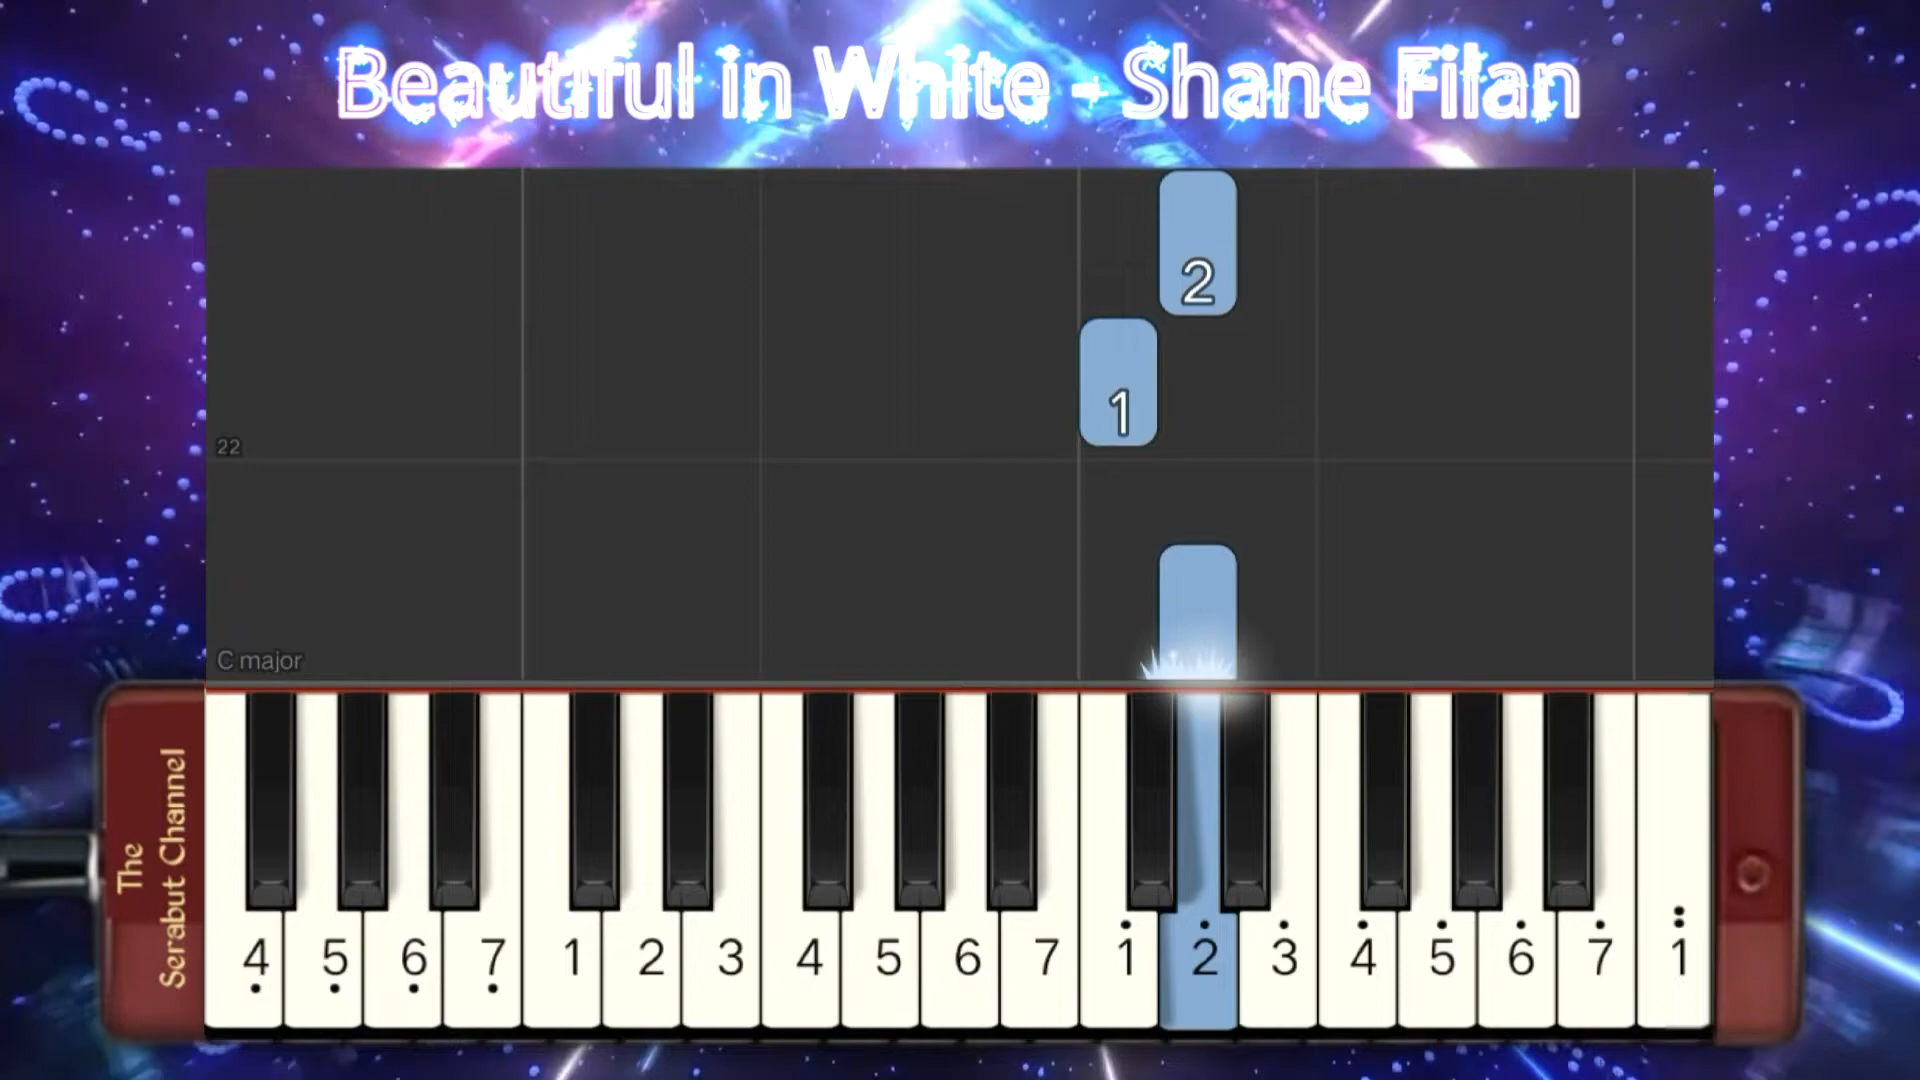 Beautiful in White - Shane Filan
2
1
22
C major
The
Serabut Channel
4 5 6 7 1 2 3 4 5 6 7 1 2 3 4 5 6 7 1